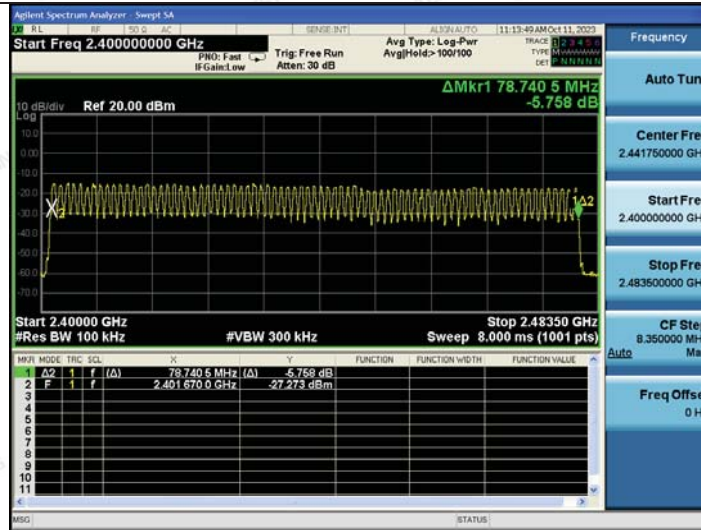 Agilent Spectrum Analyzer - Swept SA
RL RF 50 Ω AC SENSE:INT ALIGN AUTO 11:13:49 AM Oct 11, 2023
Start Freq 2.400000000 GHz
PNO: Fast
IFGain:Low
Trig: Free Run
Atten: 30 dB
Avg Type: Log-Pwr
Avg|Hold:>100/100
TRACE 1 2 3 4 5 6
TYPE M
DET P N N N N N
ΔMkr1 78.740 5 MHz
-5.758 dB
10 dB/div Ref 20.00 dBm
Log
10.0
0.00
-10.0
-20.0
-30.0
-40.0
-50.0
-60.0
-70.0
2
1Δ2
Start 2.40000 GHz Stop 2.48350 GHz
#Res BW 100 kHz #VBW 300 kHz Sweep 8.000 ms (1001 pts)
MKR MODE TRC SCL X Y FUNCTION FUNCTION WIDTH FUNCTION VALUE
1 Δ2 1 f (Δ) 78.740 5 MHz (Δ) -5.758 dB
2 F 1 f 2.401 670 0 GHz -27.273 dBm
3
4
5
6
7
8
9
10
11
MSG STATUS
Frequency
Auto Tun
Center Fre
2.441750000 GH
Start Fre
2.400000000 GH
Stop Fre
2.483500000 GH
CF Ste
8.350000 MH
Auto Ma
Freq Offse
0 H